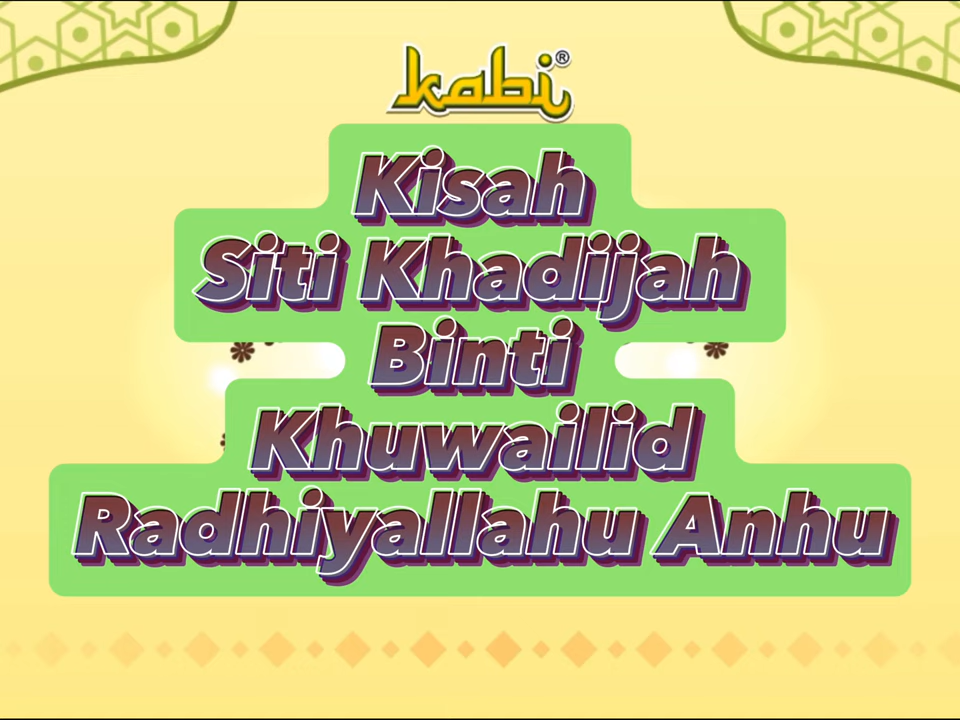 kabi®
Kisah
Siti Khadijah
Binti
Khuwailid
Radhiyallahu Anhu